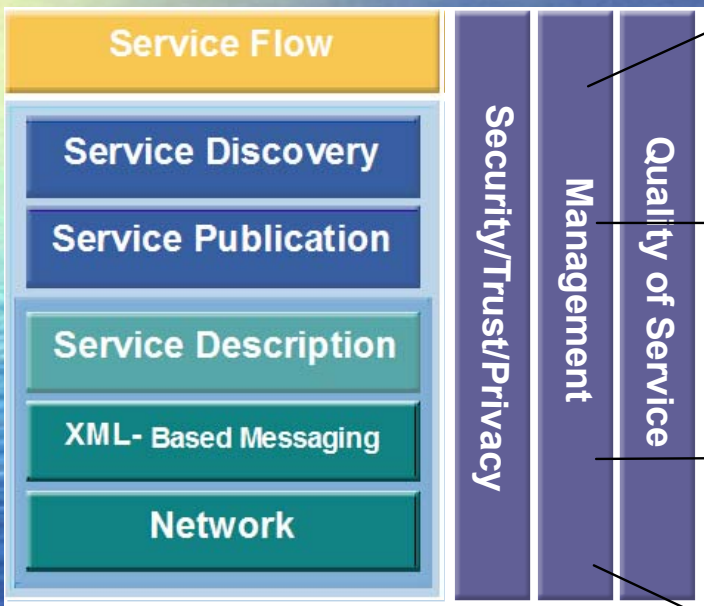 Service Flow
Service Discovery
Service Publication
Service Description
XML- Based Messaging
Network
Security/Trust/Privacy
Management
Quality of Service